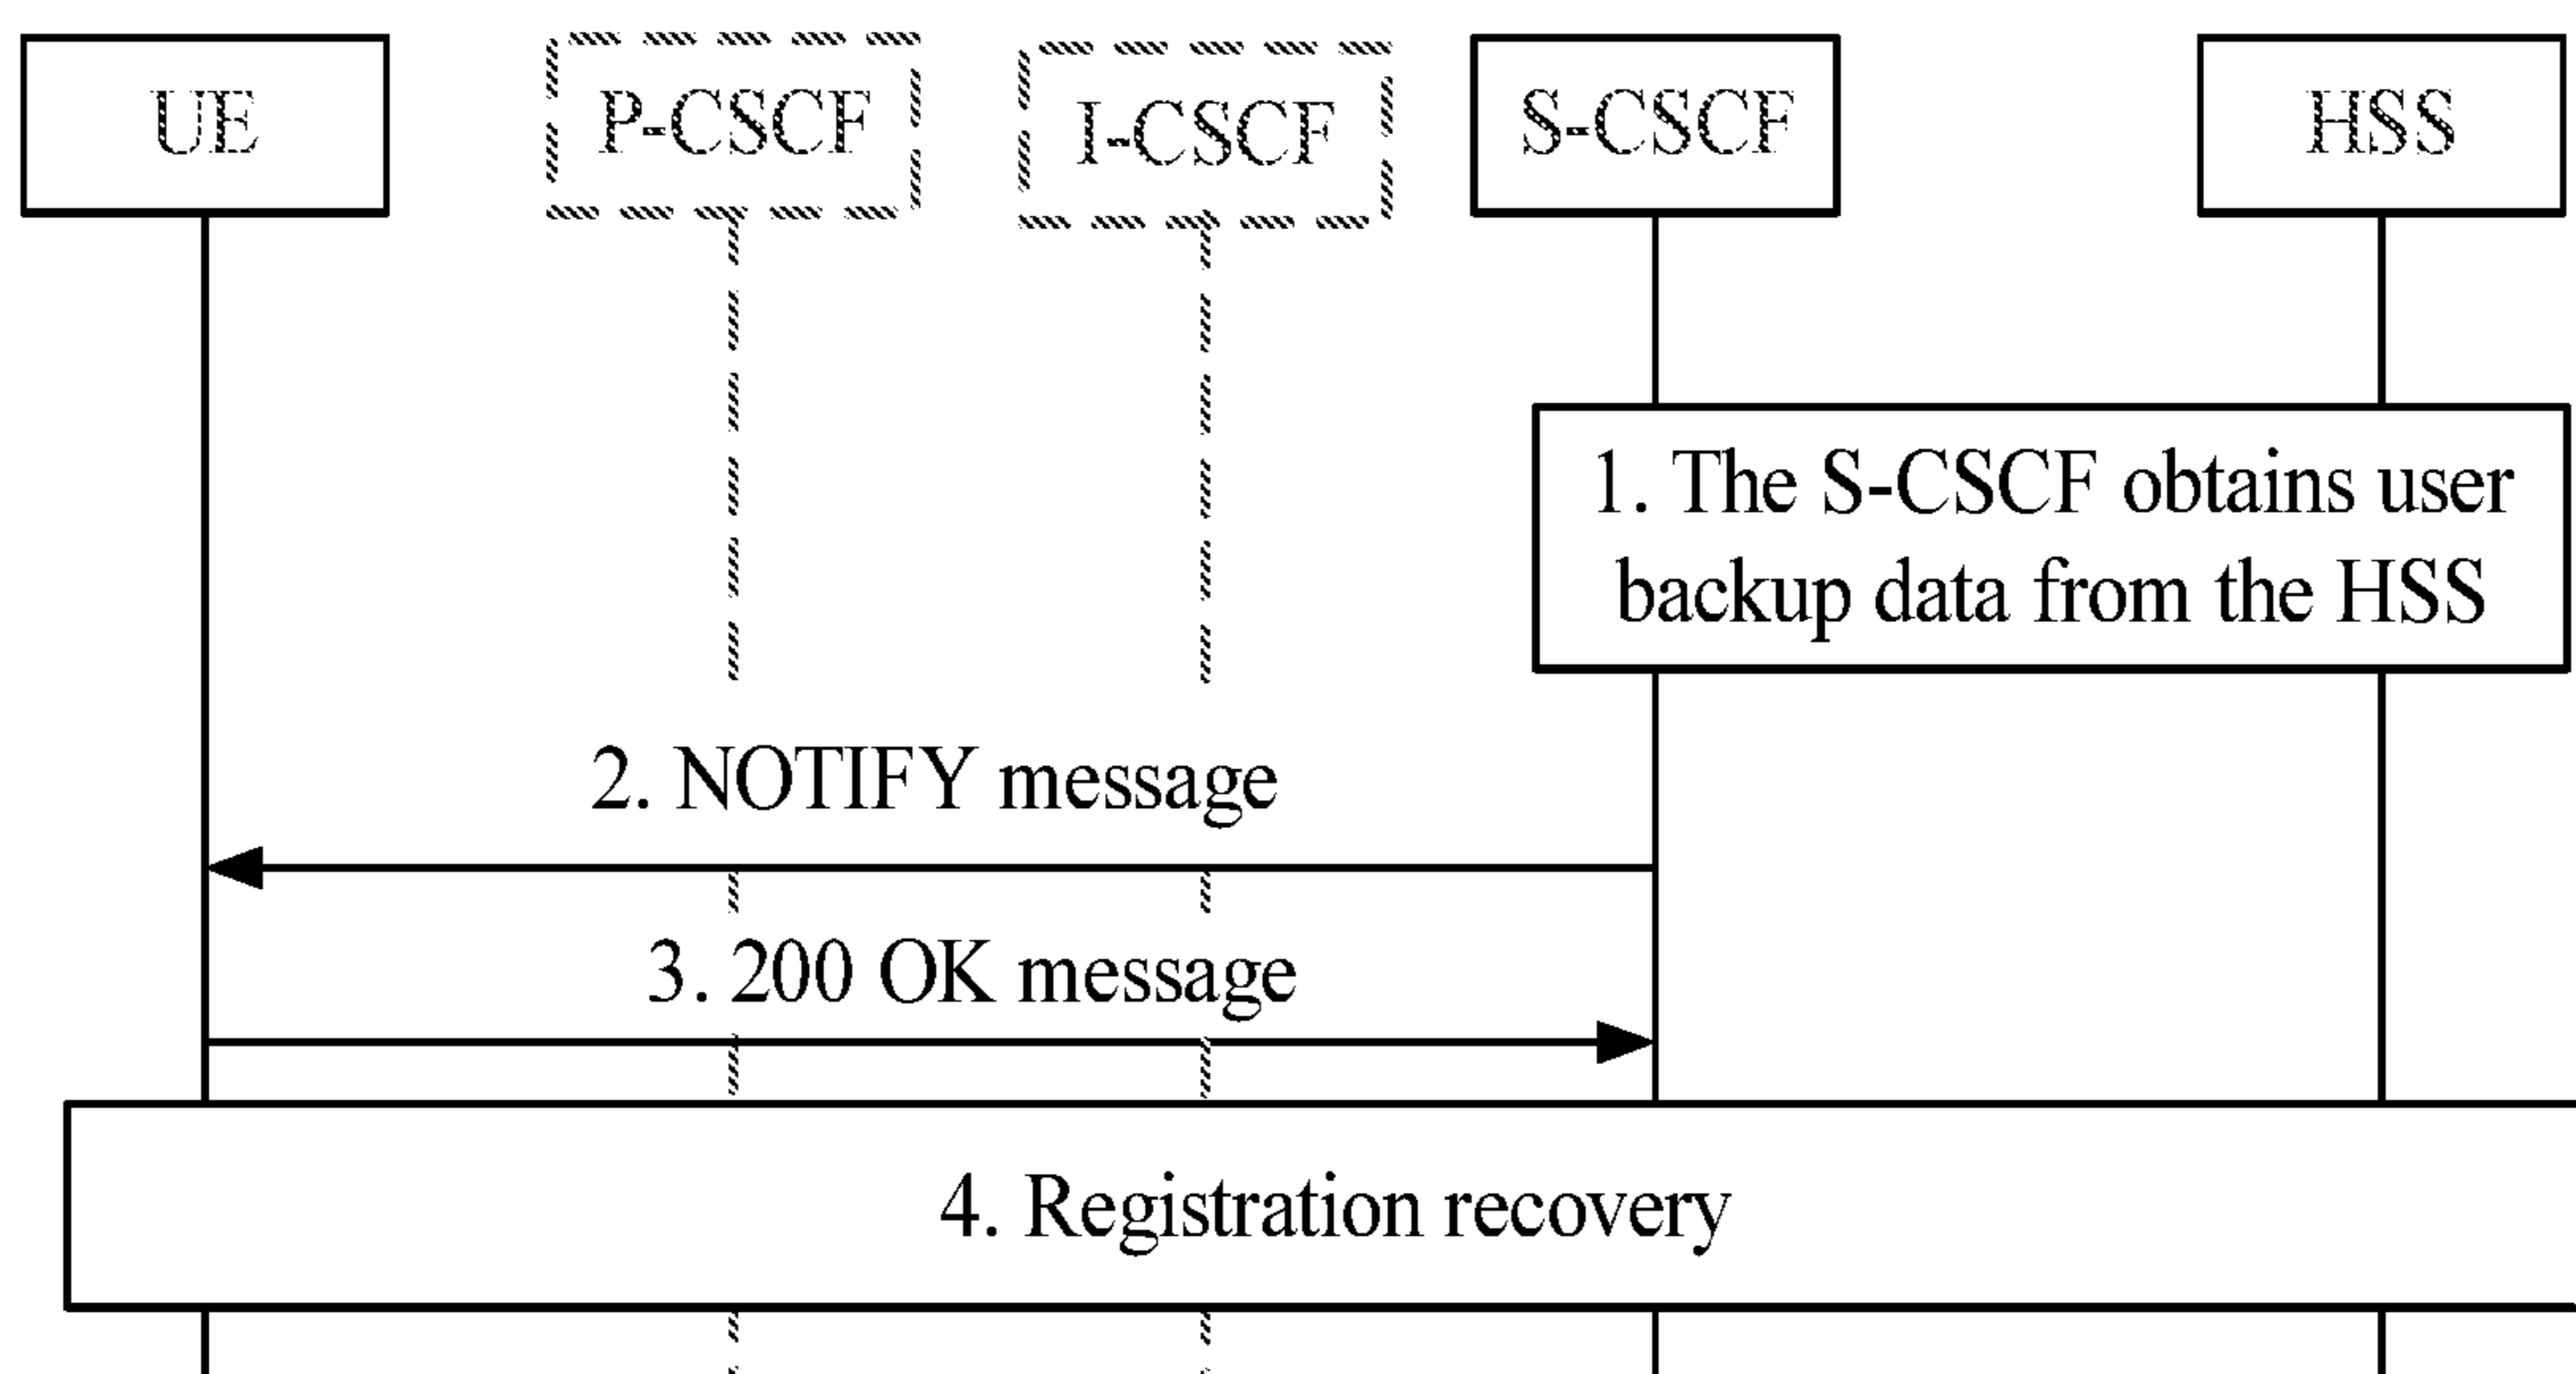 UE
P-CSCF
I-CSCF
S-CSCF
HSS
1. The S-CSCF obtains user
backup data from the HSS
2. NOTIFY message
3. 200 OK message
4. Registration recovery